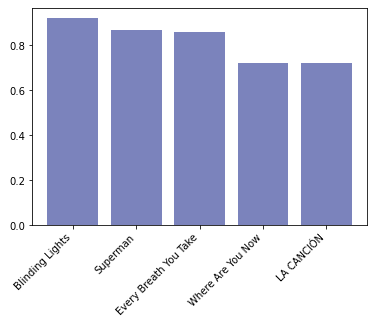 0.8
0.6
0.4
0.2
0.0
Blinding Lights
Superman
Every Breath You Take
Where Are You Now
LA CANCIÓN